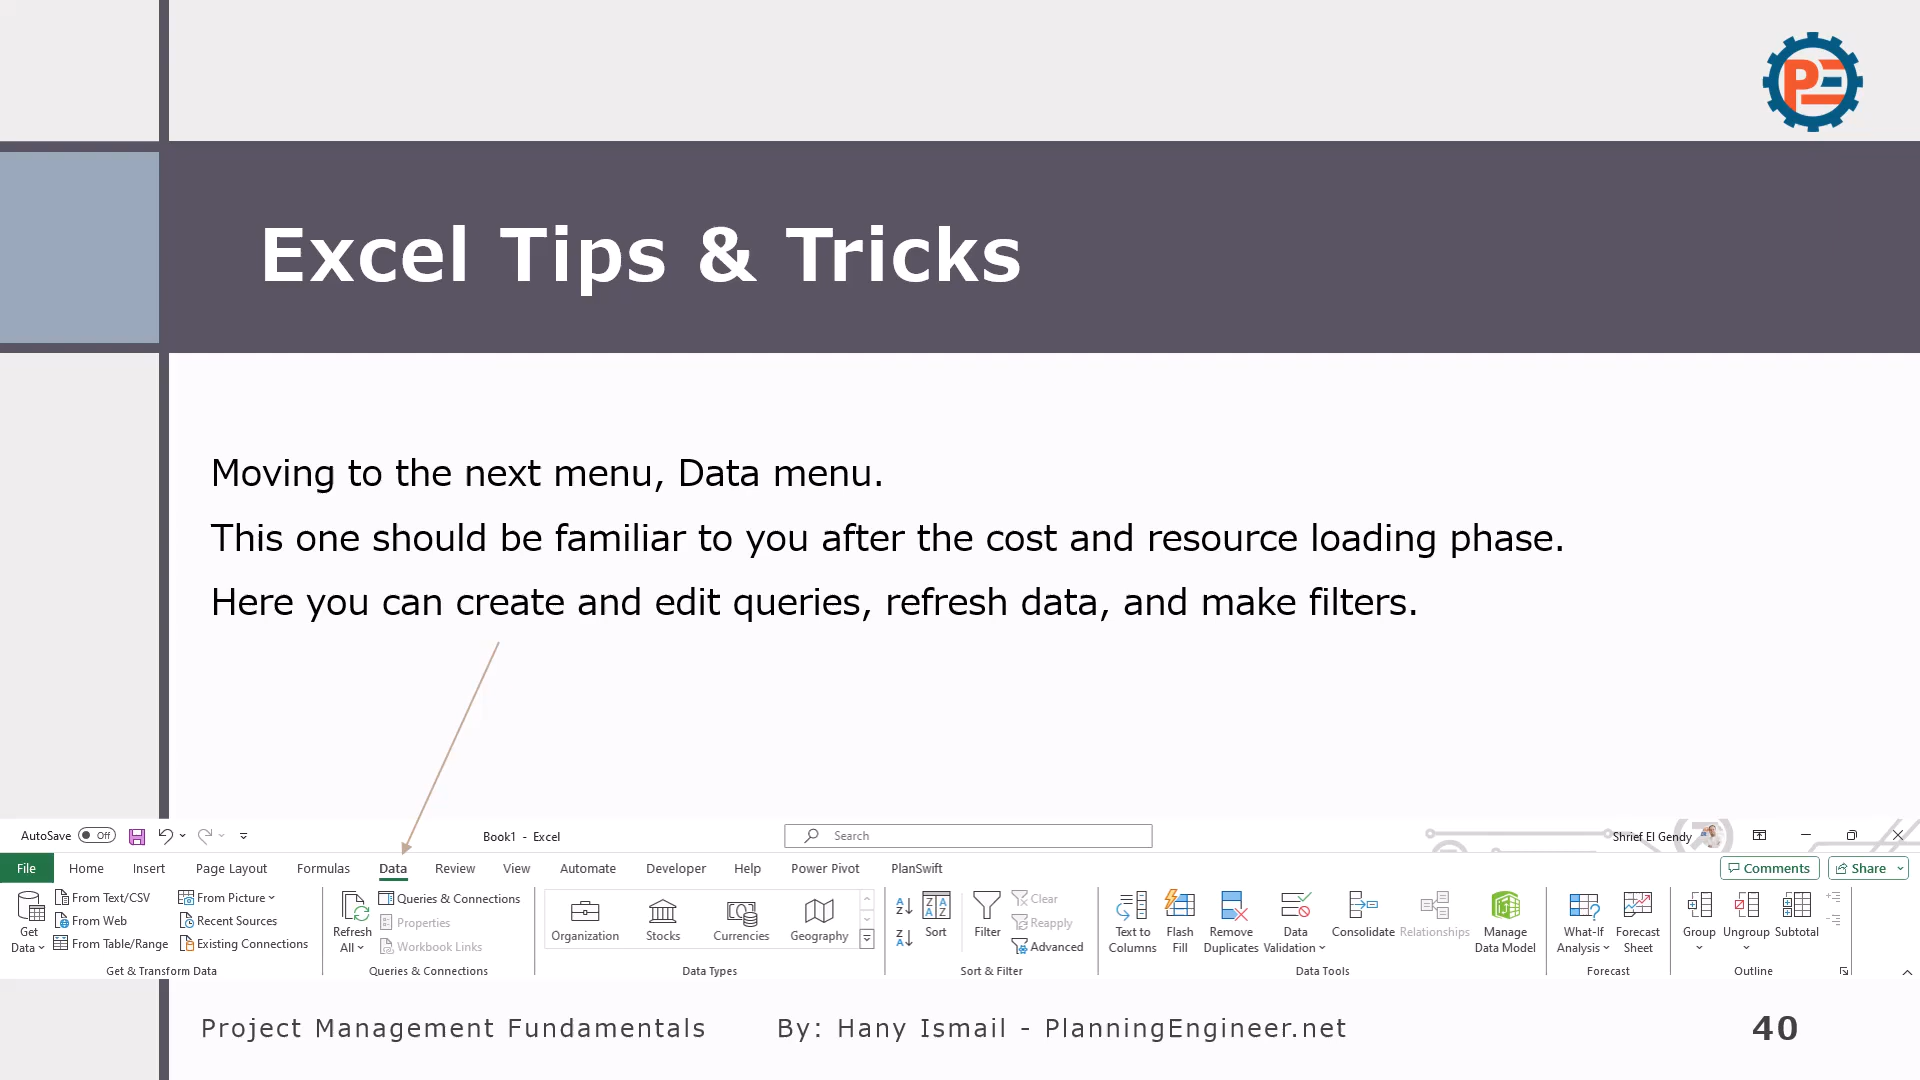 PE
Excel Tips & Tricks
Moving to the next menu, Data menu.
This one should be familiar to you after the cost and resource loading phase.
Here you can create and edit queries, refresh data, and make filters.
AutoSave Off Book1 - Excel Search Shrief El Gendy
File Home Insert Page Layout Formulas Data Review View Automate Developer Help Power Pivot PlanSwift Comments Share
Get Data
From Text/CSV
From Web
From Table/Range
From Picture
Recent Sources
Existing Connections
Get & Transform Data
Refresh All
Queries & Connections
Properties
Workbook Links
Queries & Connections
Organization Stocks Currencies Geography
Data Types
Sort
Filter
Clear
Reapply
Advanced
Sort & Filter
Text to Columns
Flash Fill
Remove Duplicates
Data Validation
Consolidate
Relationships
Manage Data Model
Data Tools
What-If Analysis
Forecast Sheet
Forecast
Group
Ungroup
Subtotal
Outline
Project Management Fundamentals By: Hany Ismail - PlanningEngineer.net 40